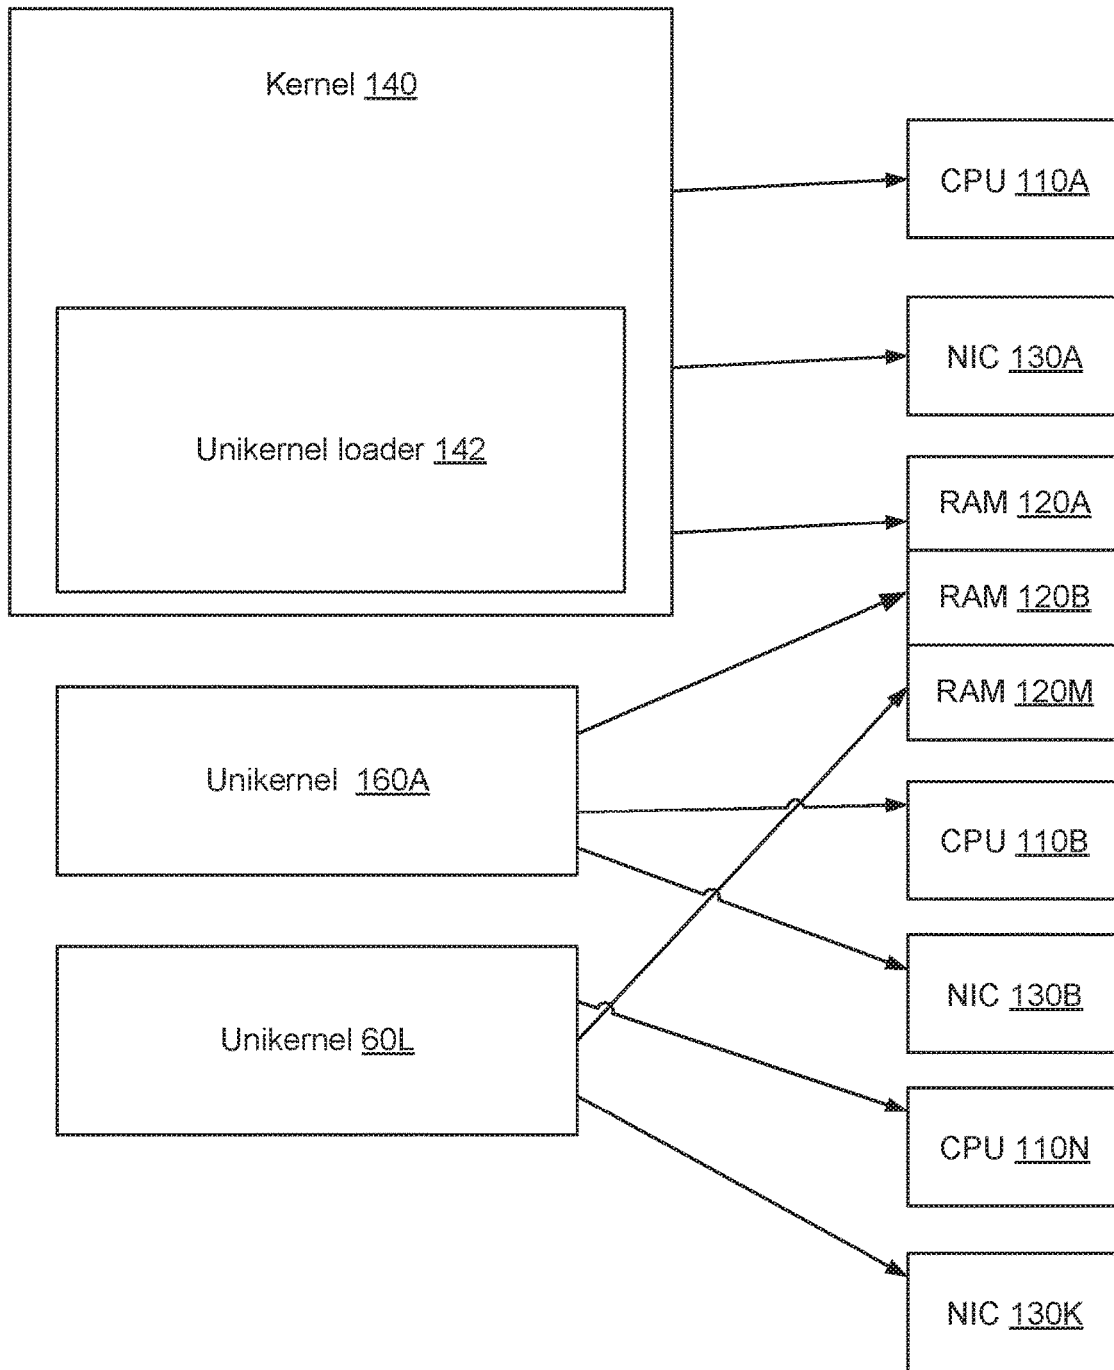 Kernel 140
CPU 110A
NIC 130A
Unikernel loader 142
RAM 120A
RAM 120B
RAM 120M
Unikernel 160A
CPU 110B
NIC 130B
Unikernel 60L
CPU 110N
NIC 130K